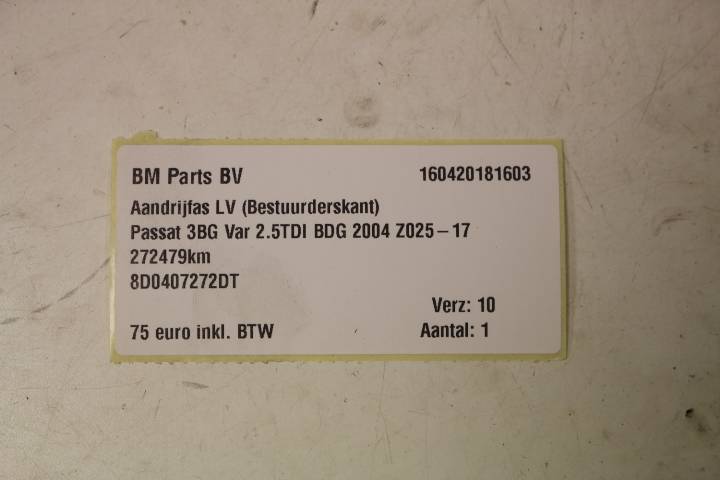 BM Parts BV 160420181603
Aandrijfas LV (Bestuurderskant)
Passat 3BG Var 2.5TDI BDG 2004 Z025-17
272479km
8D0407272DT
Verz: 10
75 euro inkl. BTW Aantal: 1